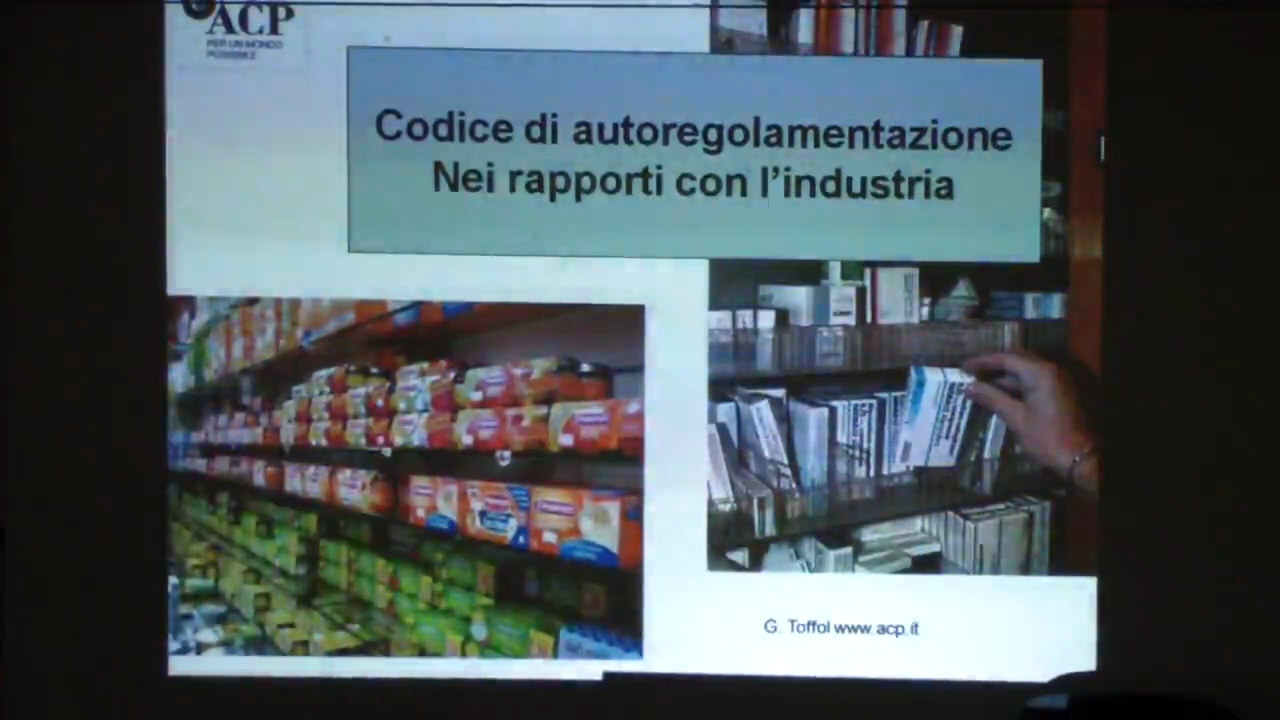 ACP
PER UN MONDO
POSSIBILE
Codice di autoregolamentazione
Nei rapporti con l'industria
G. Toffol www.acp.it